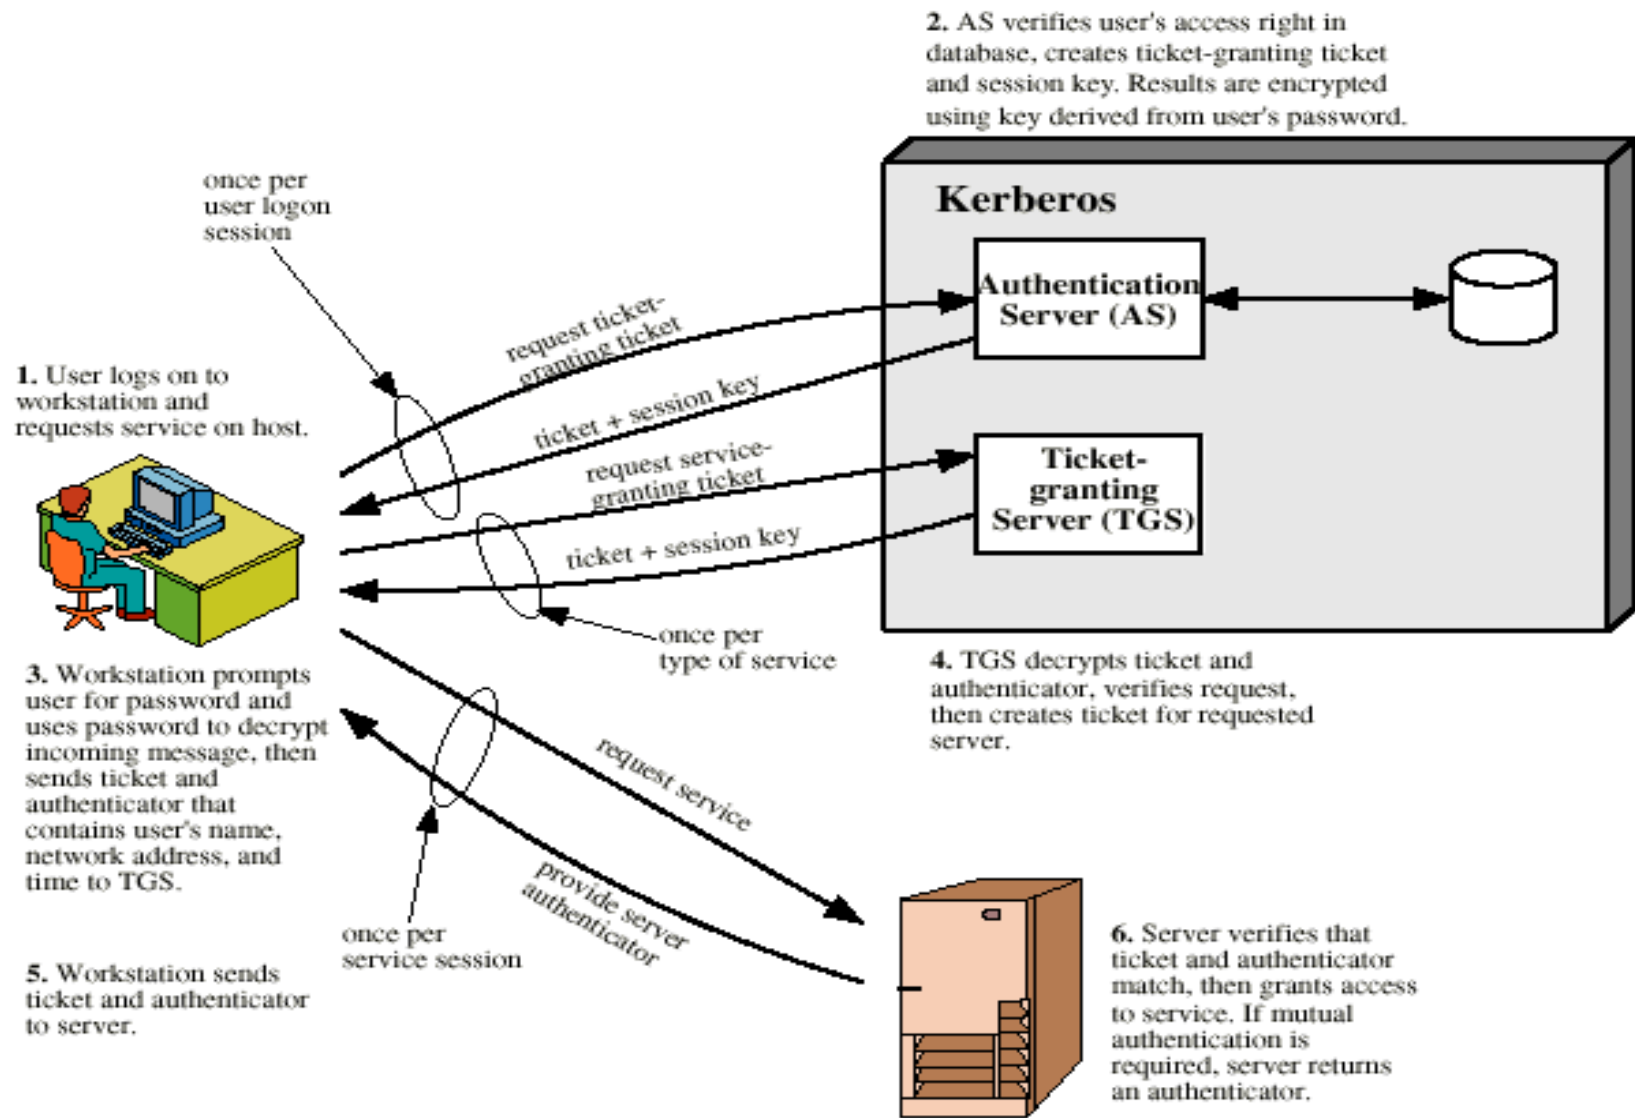 2. AS verifies user's access right in
database, creates ticket-granting ticket
and session key. Results are encrypted
using key derived from user's password.
once per
user logon
session
Kerberos
Authentication
Server (AS)
request ticket-
granting ticket
1. User logs on to
workstation and
requests service on host.
ticket + session key
request service-
granting ticket
Ticket-
granting
Server (TGS)
ticket + session key
once per
type of service
3. Workstation prompts
user for password and
uses password to decrypt
incoming message, then
sends ticket and
authenticator that
contains user's name,
network address, and
time to TGS.
4. TGS decrypts ticket and
authenticator, verifies request,
then creates ticket for requested
server.
request service
provide server
authenticator
once per
service session
5. Workstation sends
ticket and authenticator
to server.
6. Server verifies that
ticket and authenticator
match, then grants access
to service. If mutual
authentication is
required, server returns
an authenticator.